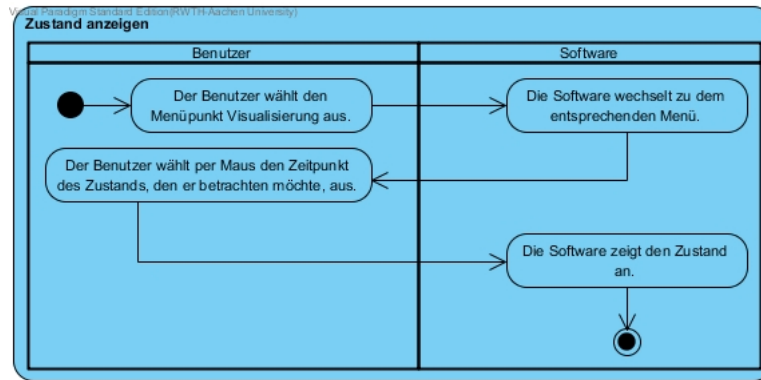 Visual Paradigm Standard Edition(RWTH-Aachen University)
Zustand anzeigen
Benutzer
Software
Der Benutzer wählt den
Menüpunkt Visualisierung aus.
Die Software wechselt zu dem
entsprechenden Menü.
Der Benutzer wählt per Maus den Zeitpunkt
des Zustands, den er betrachten möchte, aus.
Die Software zeigt den Zustand
an.